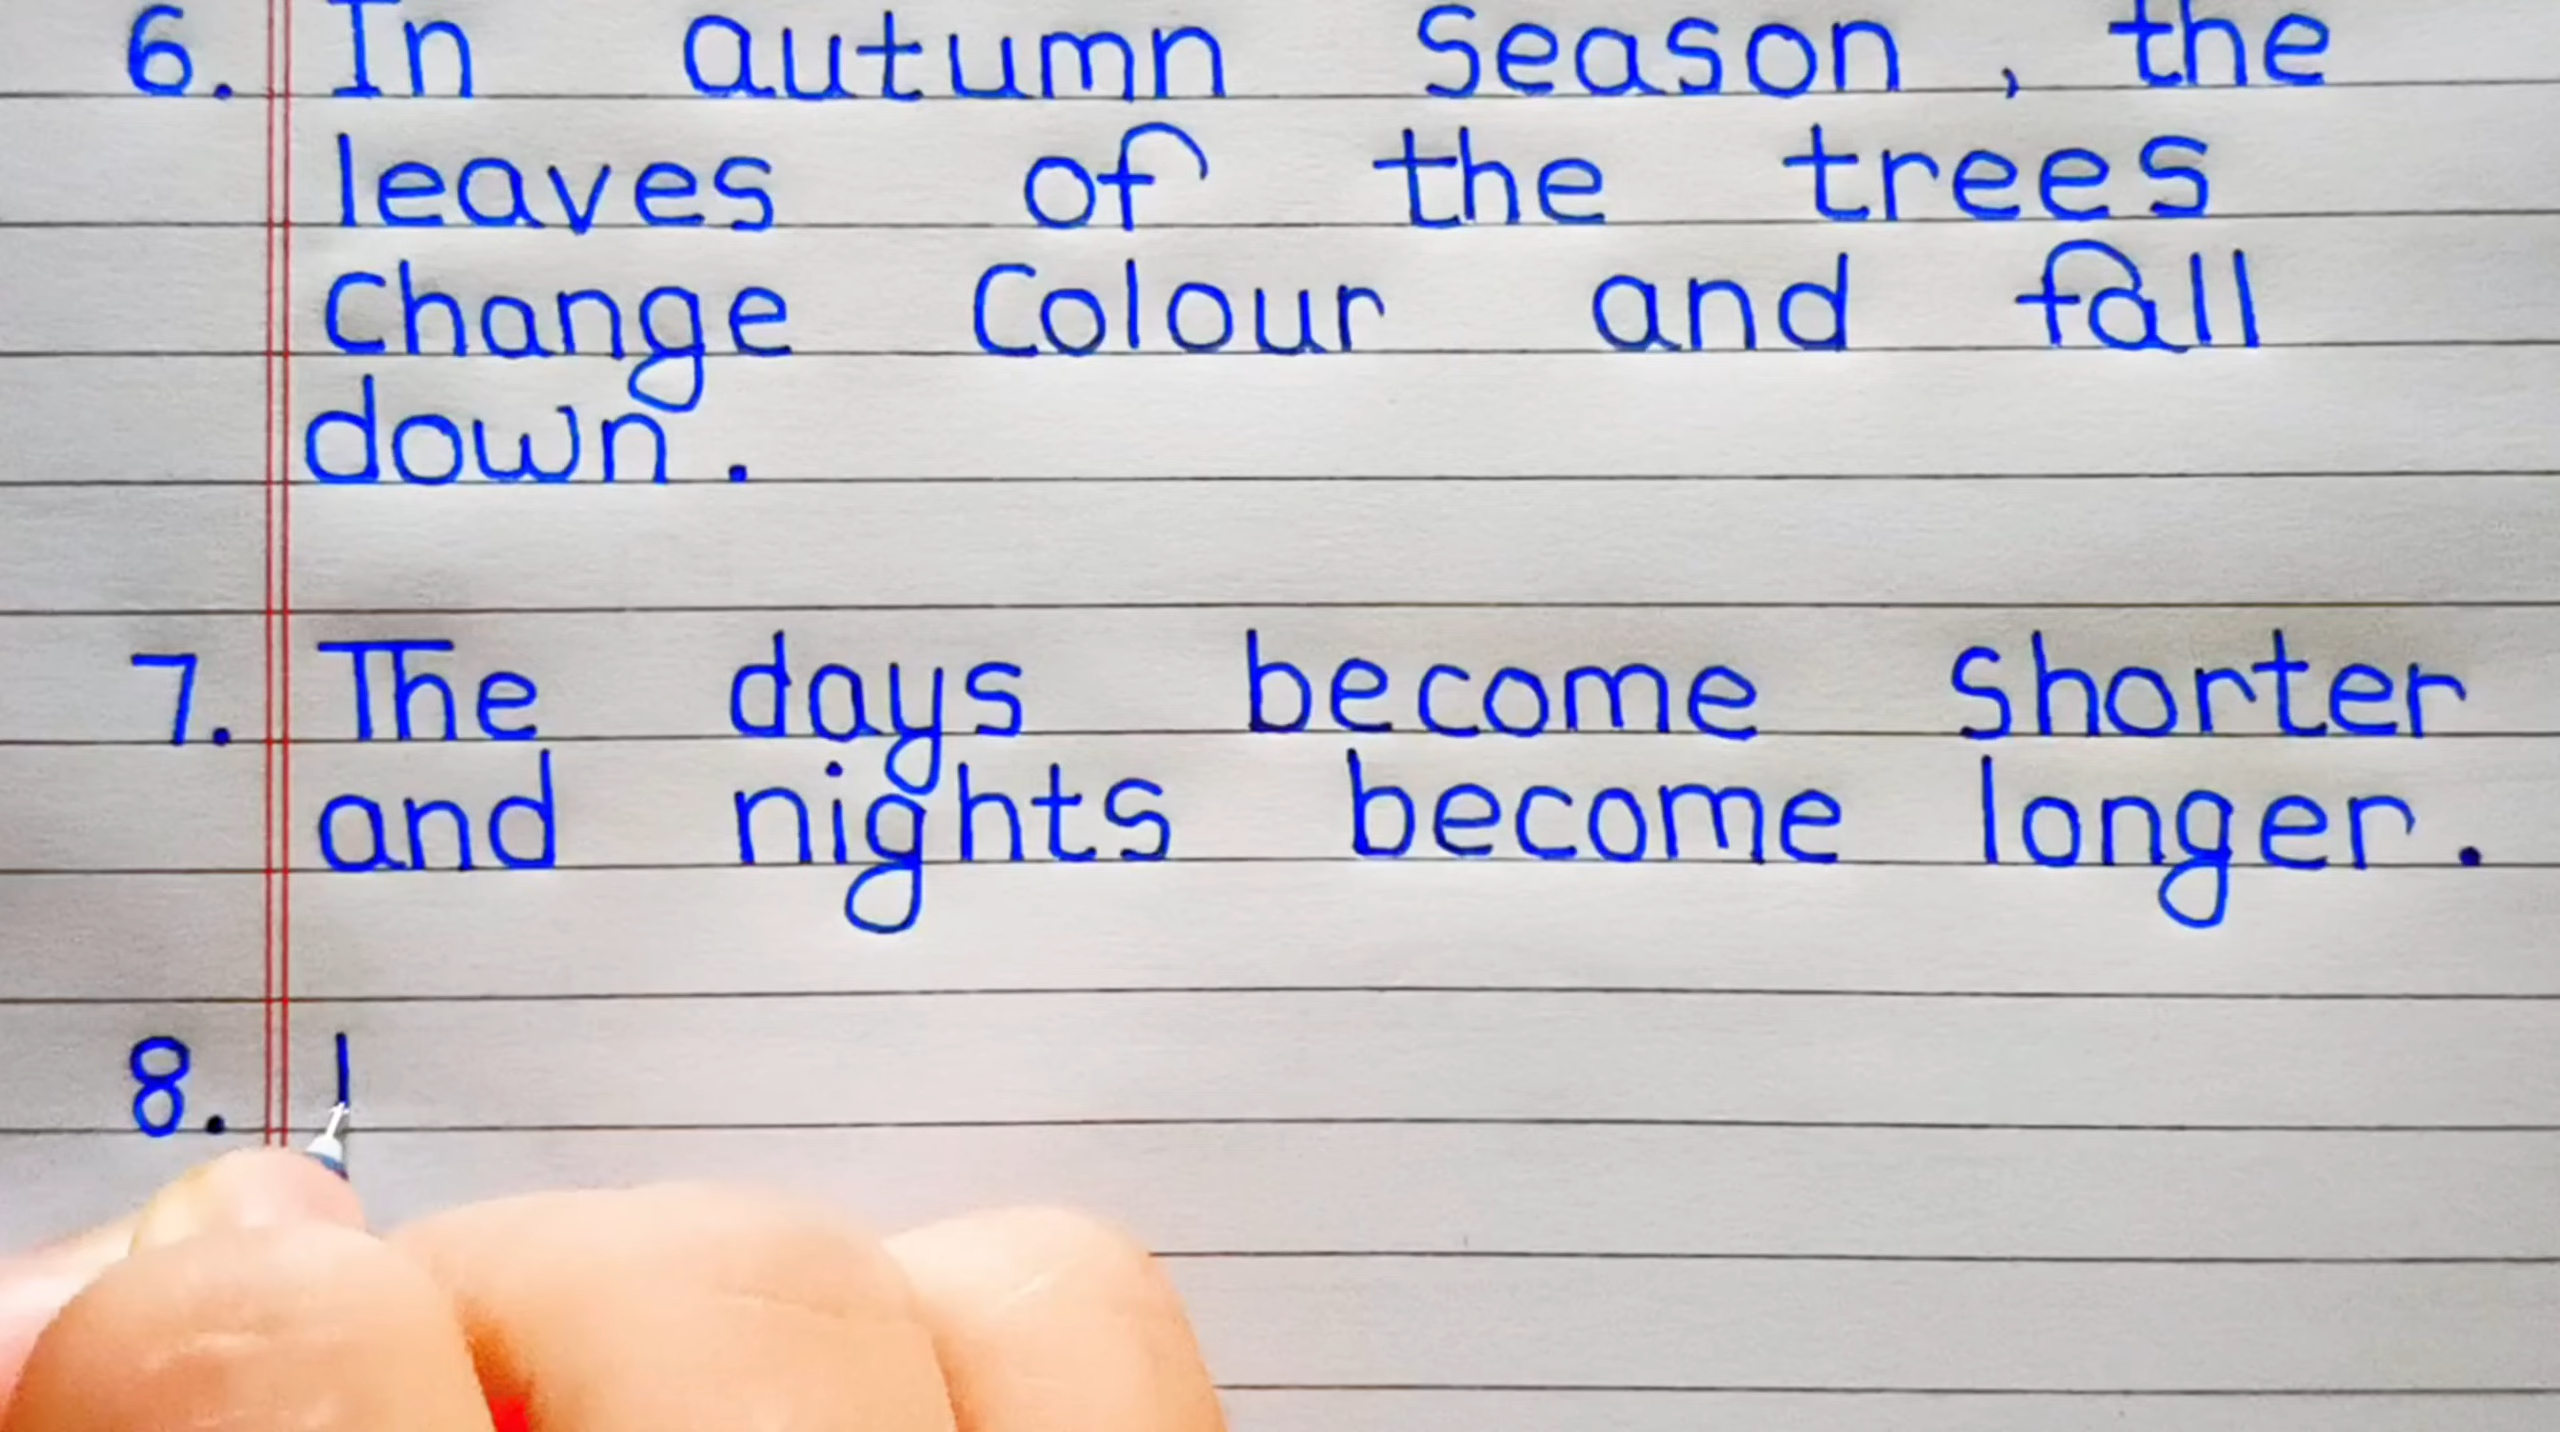 6. In autumn season, the
leaves of the trees
change colour and fall
down.
7. The days become shorter
and nights become longer.
8.